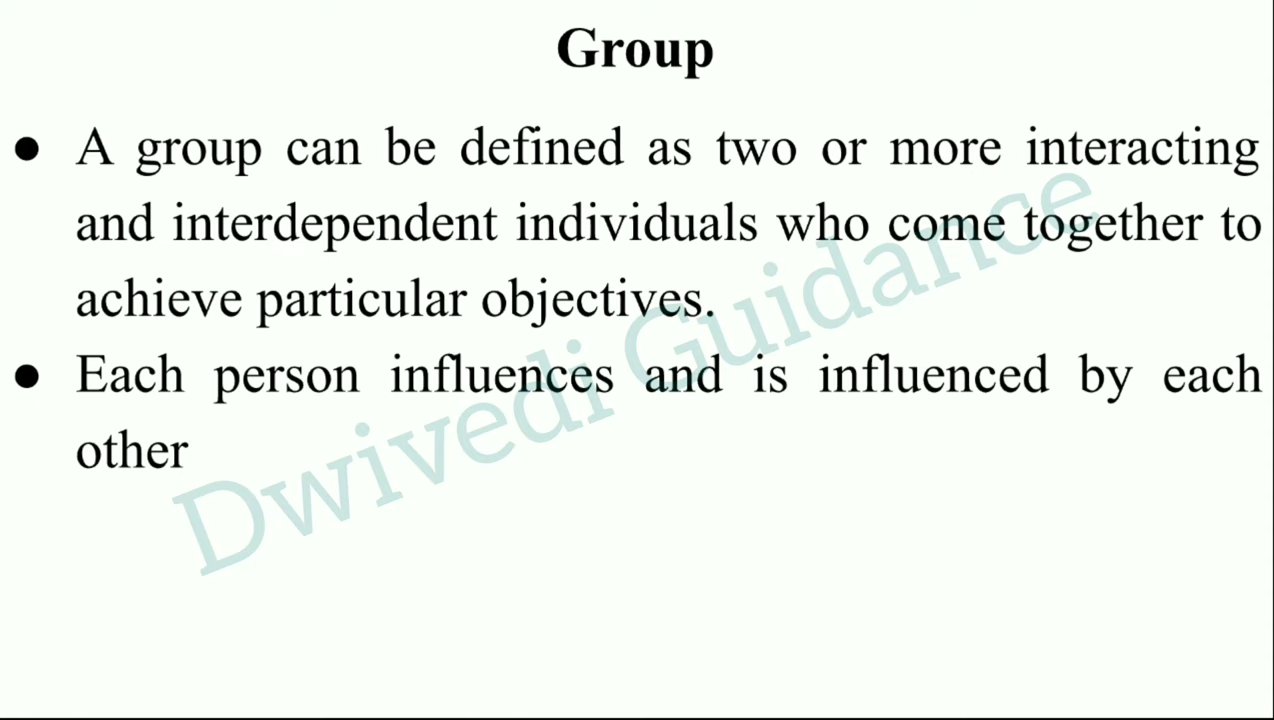 Group
● A group can be defined as two or more interacting
and interdependent individuals who come together to
achieve particular objectives.
● Each person influences and is influenced by each
other
Dwivedi Guidance